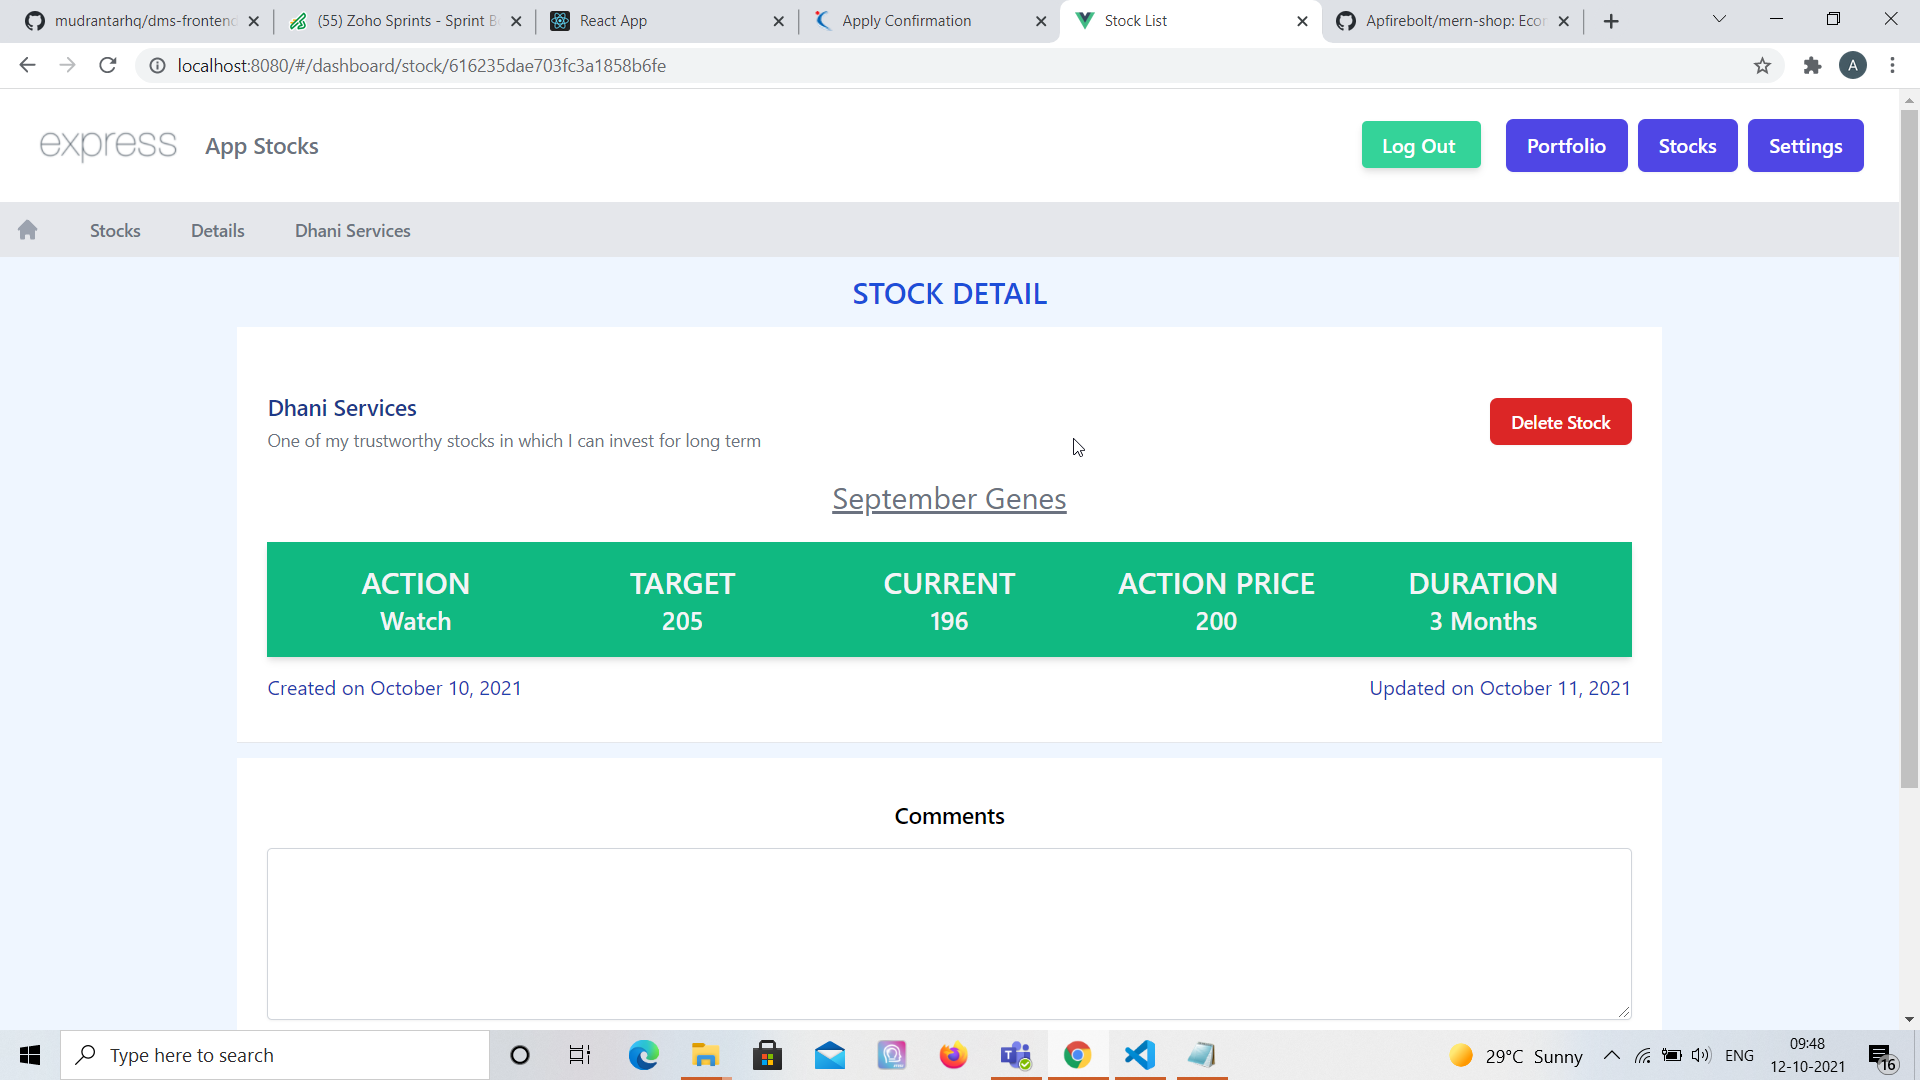 mudrantarhq/dms-frontend
(55) Zoho Sprints - Sprint B
React App
Apply Confirmation
Stock List
Apfirebolt/mern-shop: Econ
localhost:8080/#/dashboard/stock/616235dae703fc3a1858b6fe
A
express App Stocks
Log Out
Portfolio
Stocks
Settings
Stocks
Details
Dhani Services
STOCK DETAIL
Dhani Services
Delete Stock
One of my trustworthy stocks in which I can invest for long term
September Genes
ACTION TARGET CURRENT ACTION PRICE DURATION
Watch 205 196 200 3 Months
Created on October 10, 2021
Updated on October 11, 2021
Comments
Type here to search
29°C Sunny
ENG
09:48
12-10-2021
16